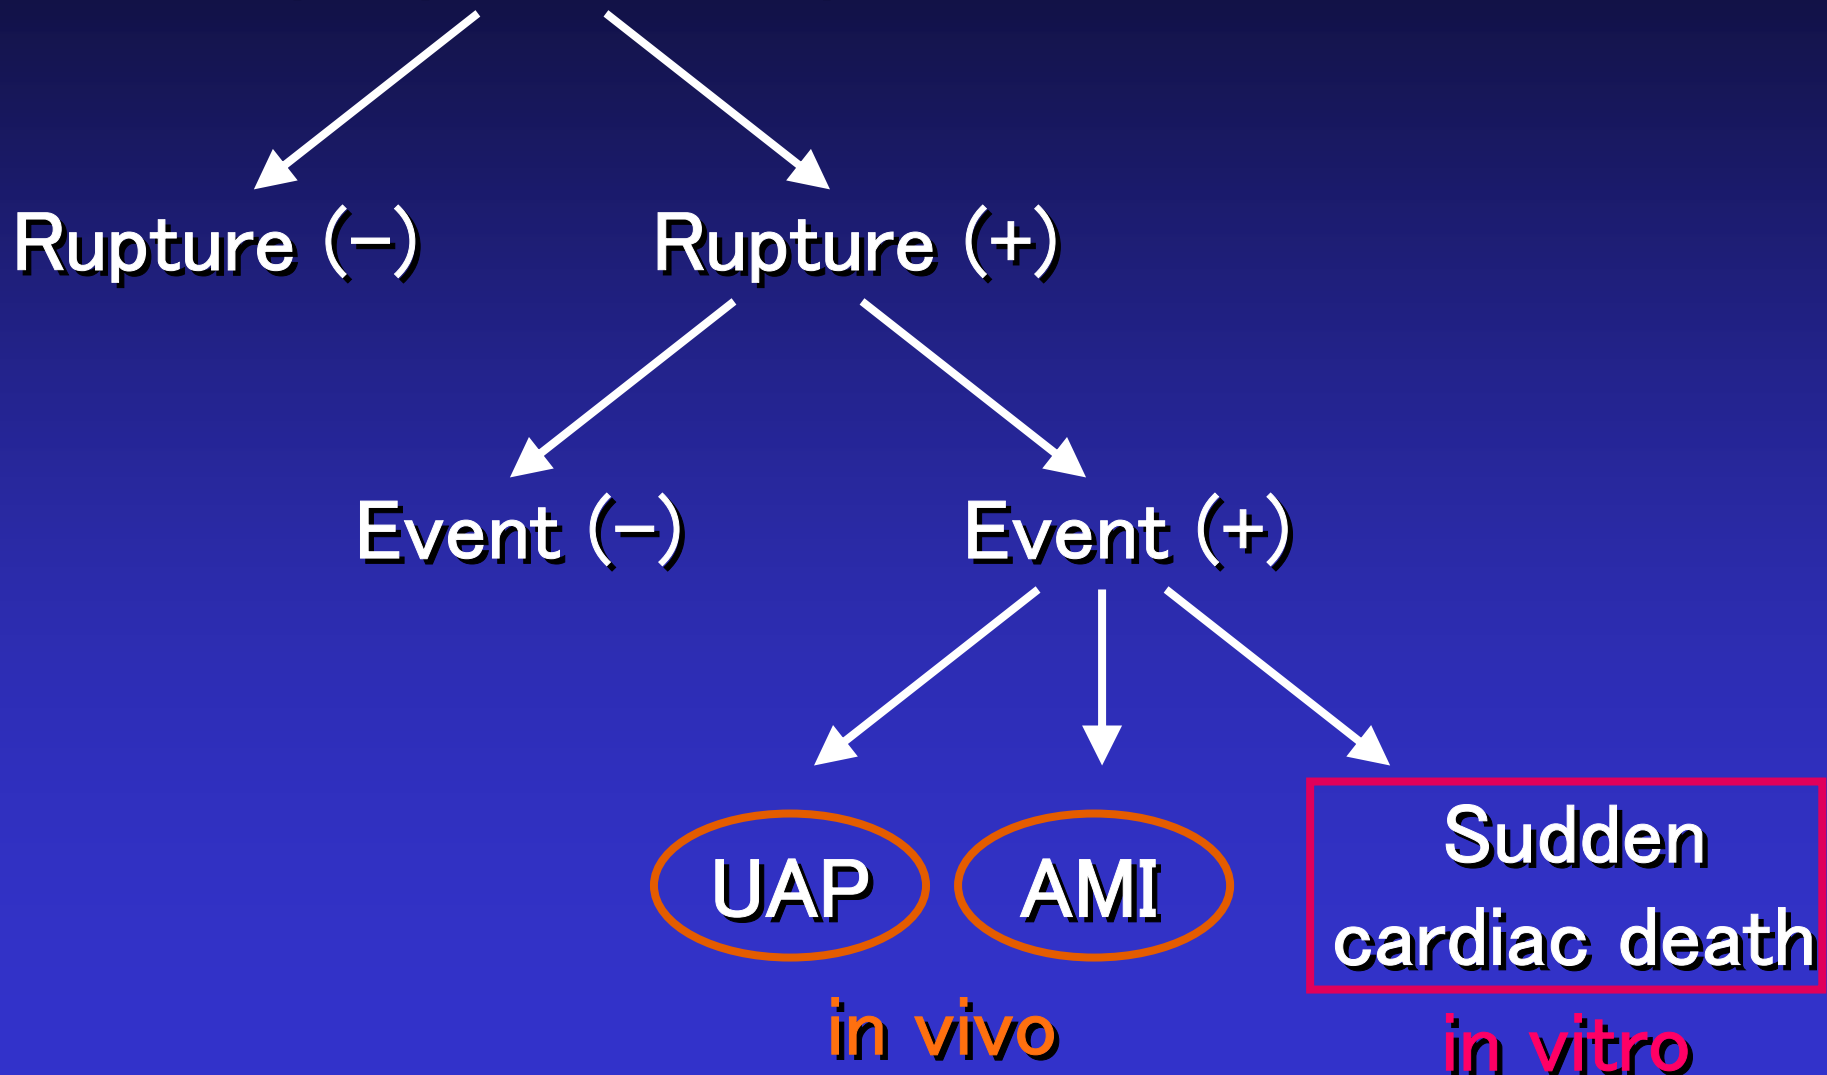 Rupture (-) Rupture (+)
Event (-) Event (+)
UAP AMI Sudden
cardiac death
in vivo in vitro